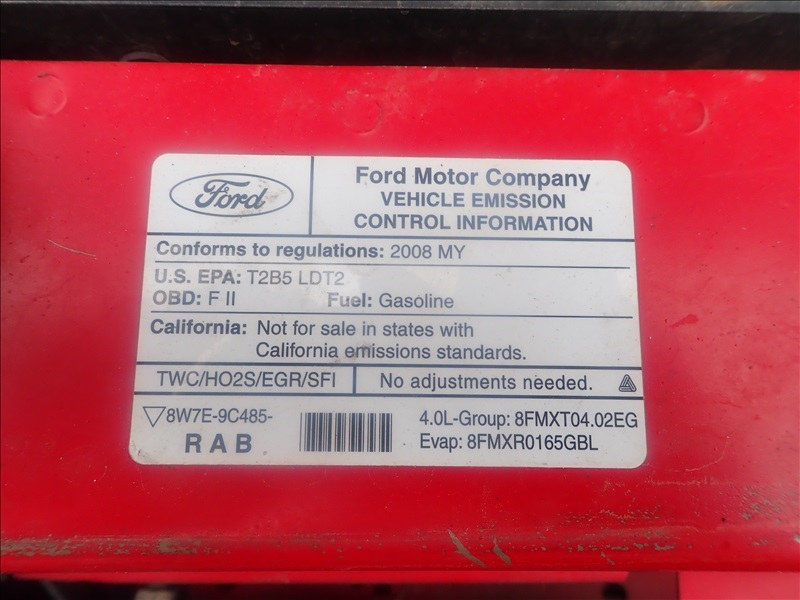 Ford
Ford Motor Company
VEHICLE EMISSION
CONTROL INFORMATION
Conforms to regulations: 2008 MY
U.S. EPA: T2B5 LDT2
OBD: F II Fuel: Gasoline
California: Not for sale in states with
California emissions standards.
TWC/HO2S/EGR/SFI No adjustments needed.
8W7E-9C485-
RAB
4.0L-Group: 8FMXT04.02EG
Evap: 8FMXR0165GBL